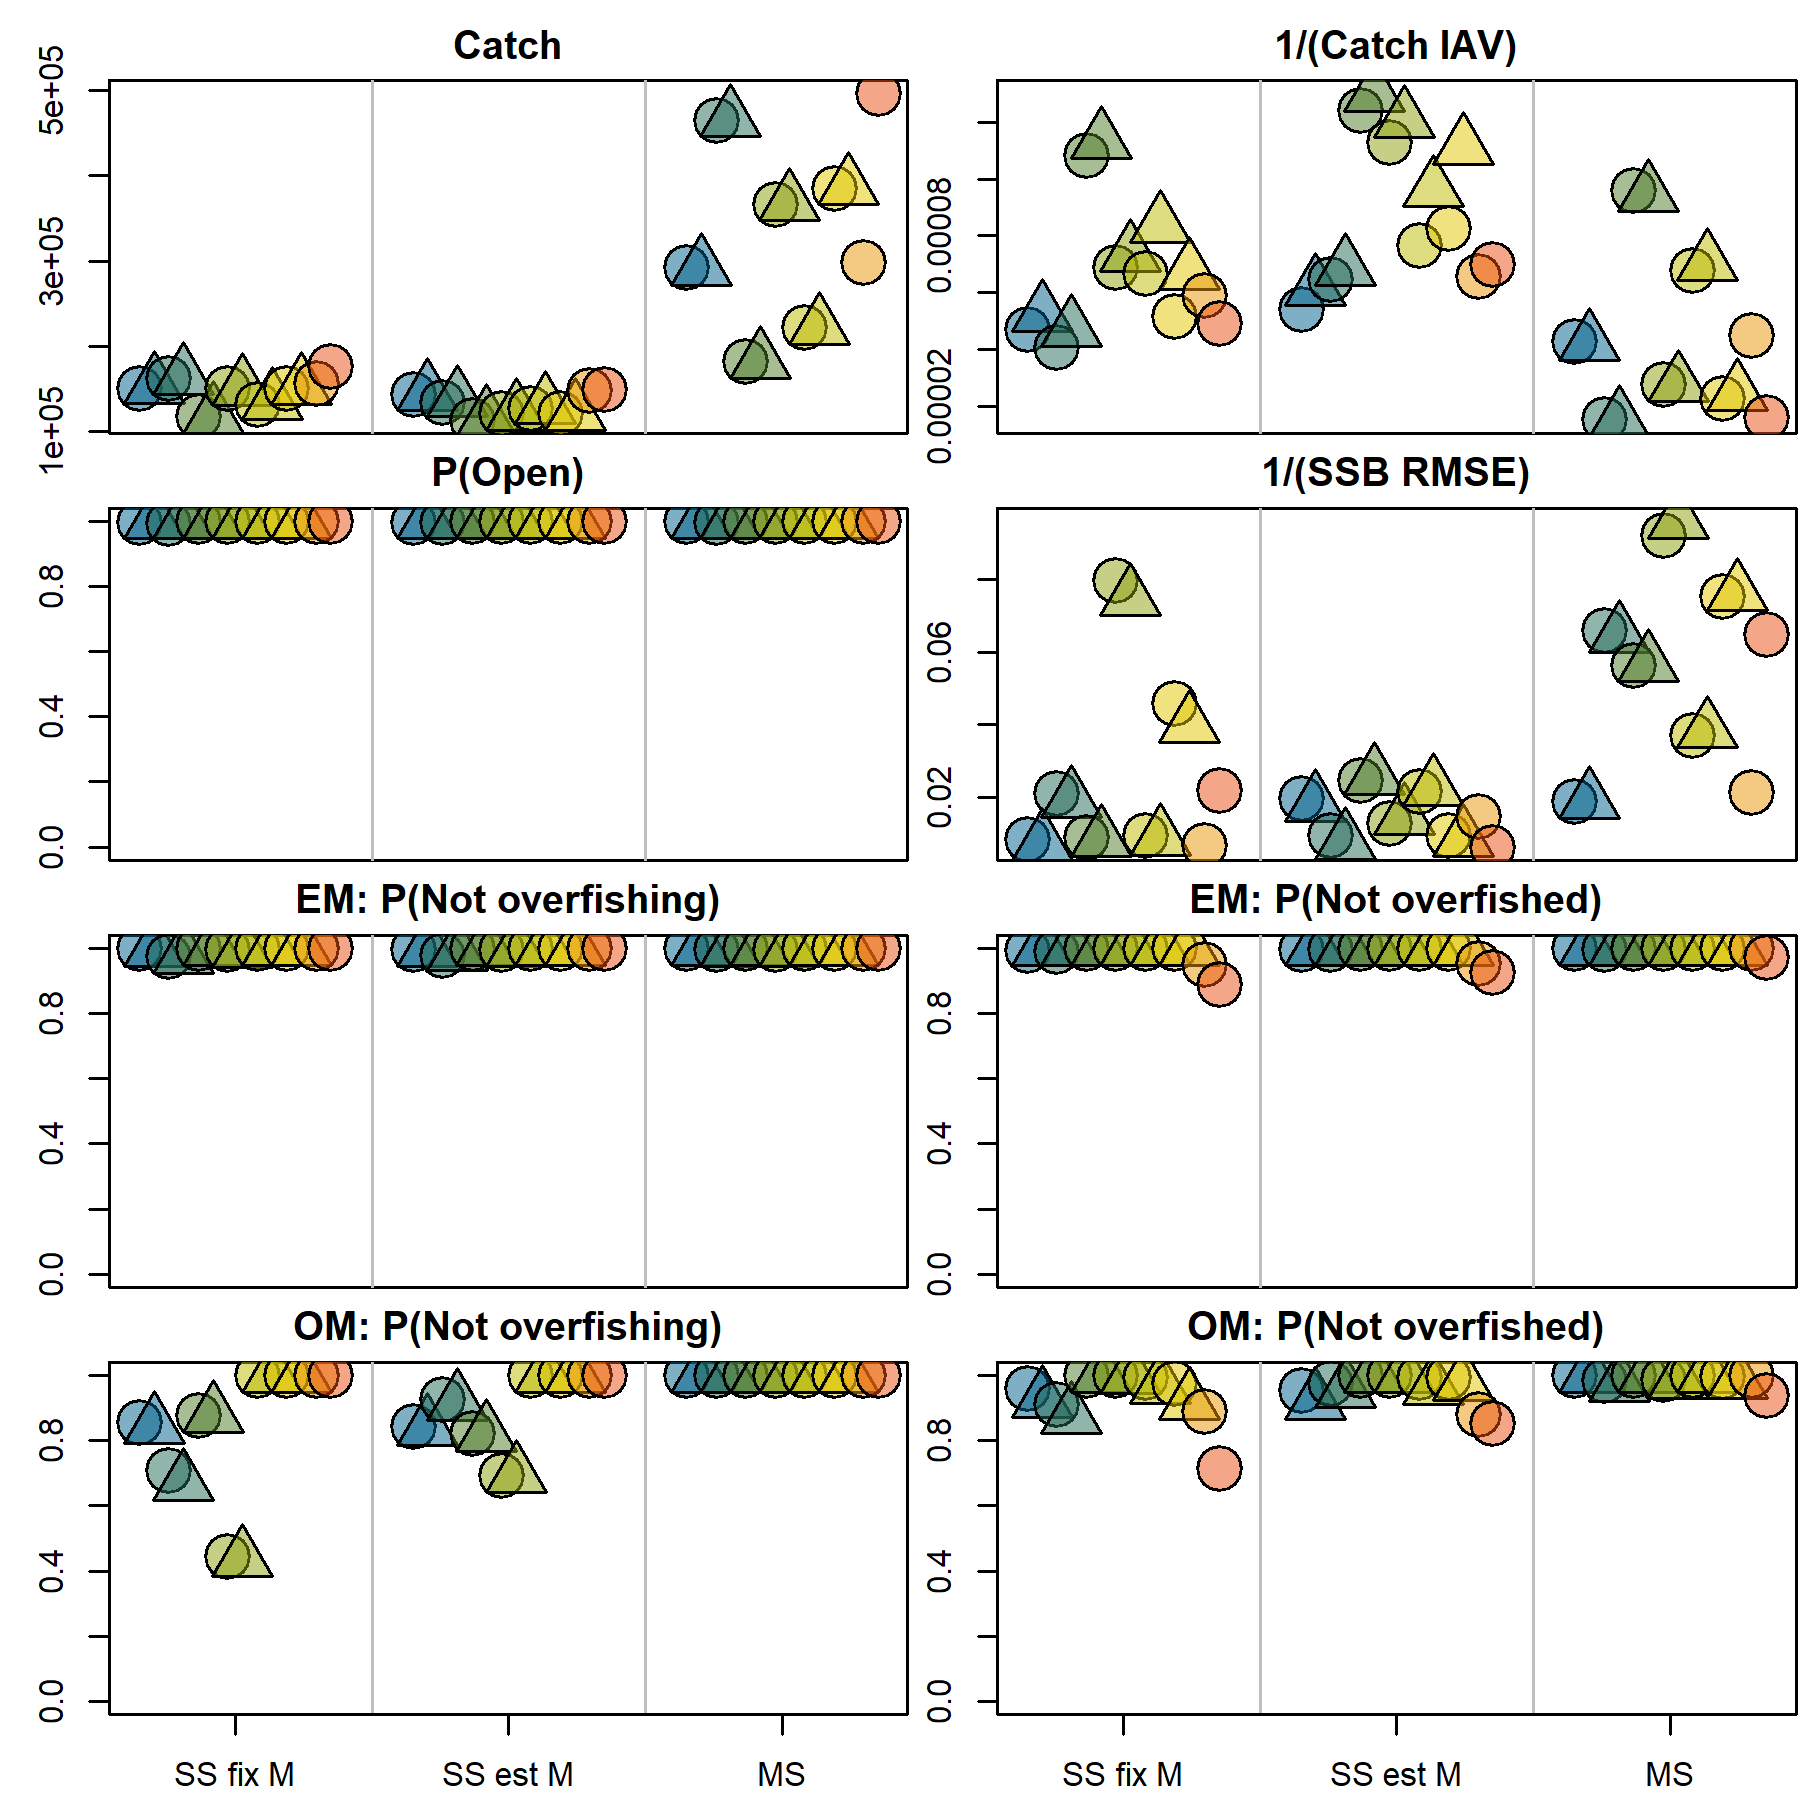 Catch
1e+05
3e+05
5e+05
1/(Catch IAV)
0.00002
0.00008
P(Open)
0.0
0.4
0.8
1/(SSB RMSE)
0.02
0.06
EM: P(Not overfishing)
0.0
0.4
0.8
EM: P(Not overfished)
0.0
0.4
0.8
OM: P(Not overfishing)
0.0
0.4
0.8
OM: P(Not overfished)
0.0
0.4
0.8
SS fix M
SS est M
MS
SS fix M
SS est M
MS